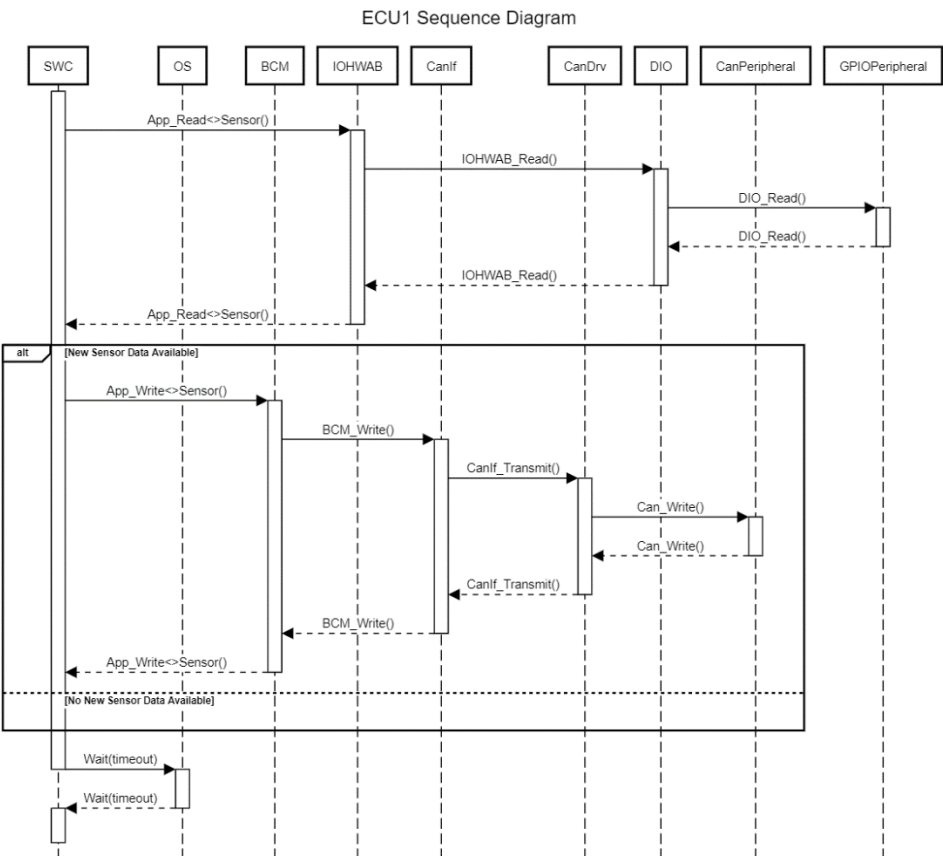 ECU1 Sequence Diagram
SWC
OS
BCM
IOHWAB
CanIf
CanDrv
DIO
CanPeripheral
GPIOPeripheral
App_Read<>Sensor()
IOHWAB_Read()
DIO_Read()
DIO_Read()
IOHWAB_Read()
App_Read<>Sensor()
alt
[New Sensor Data Available]
App_Write<>Sensor()
BCM_Write()
CanIf_Transmit()
Can_Write()
Can_Write()
CanIf_Transmit()
BCM_Write()
App_Write<>Sensor()
[No New Sensor Data Available]
Wait(timeout)
Wait(timeout)